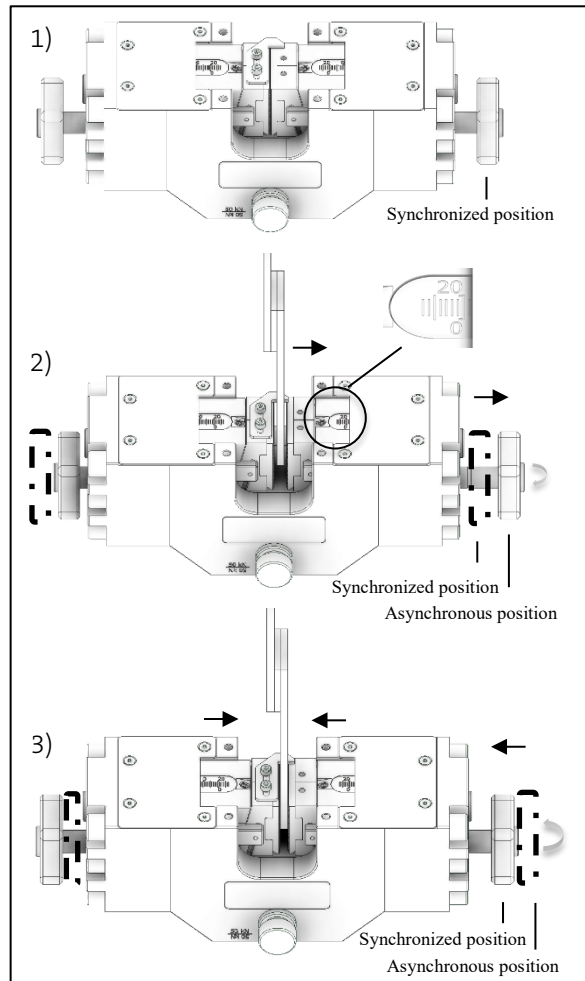 1)
Synchronized position
20
0
2)
Synchronized position
Asynchronous position
3)
Synchronized position
Asynchronous position